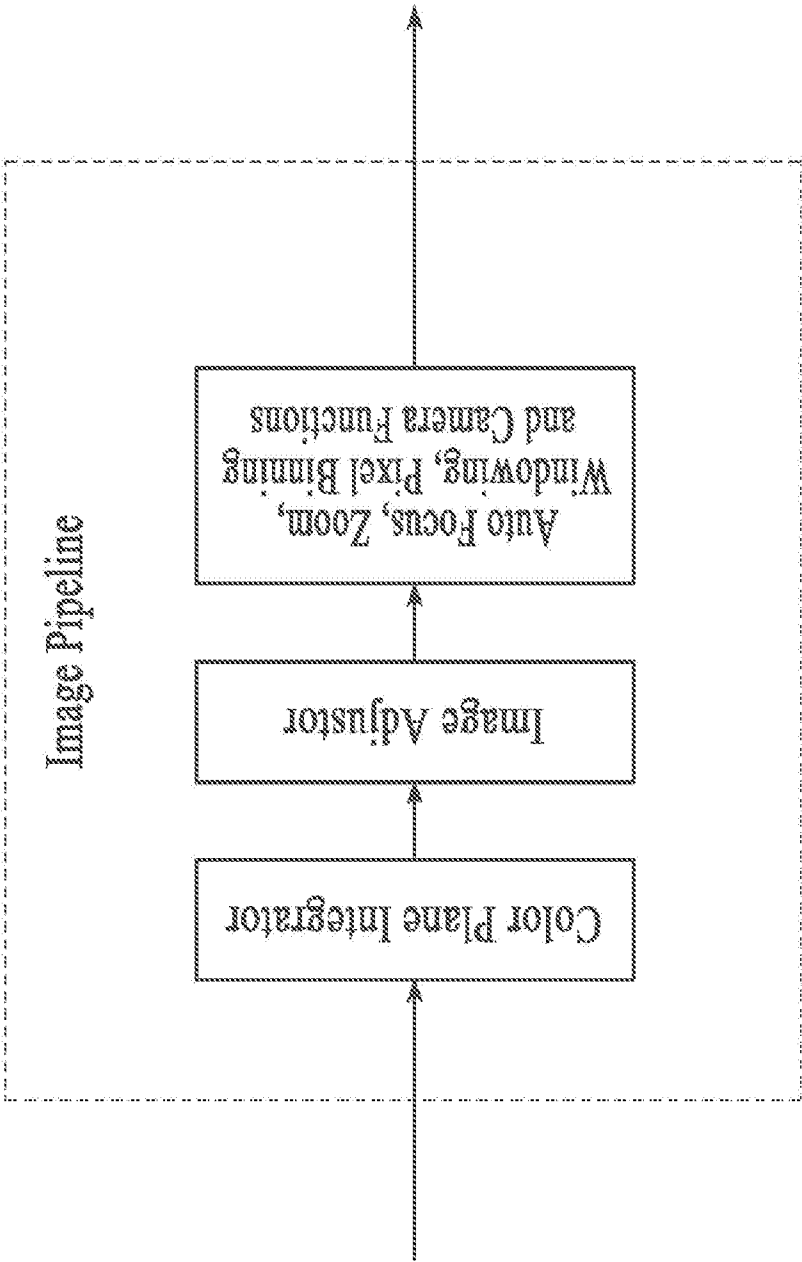 Image Pipeline
Color Plane Integrator
Image Adjustor
Auto Focus, Zoom,
Windowing, Pixel Binning
and Camera Functions